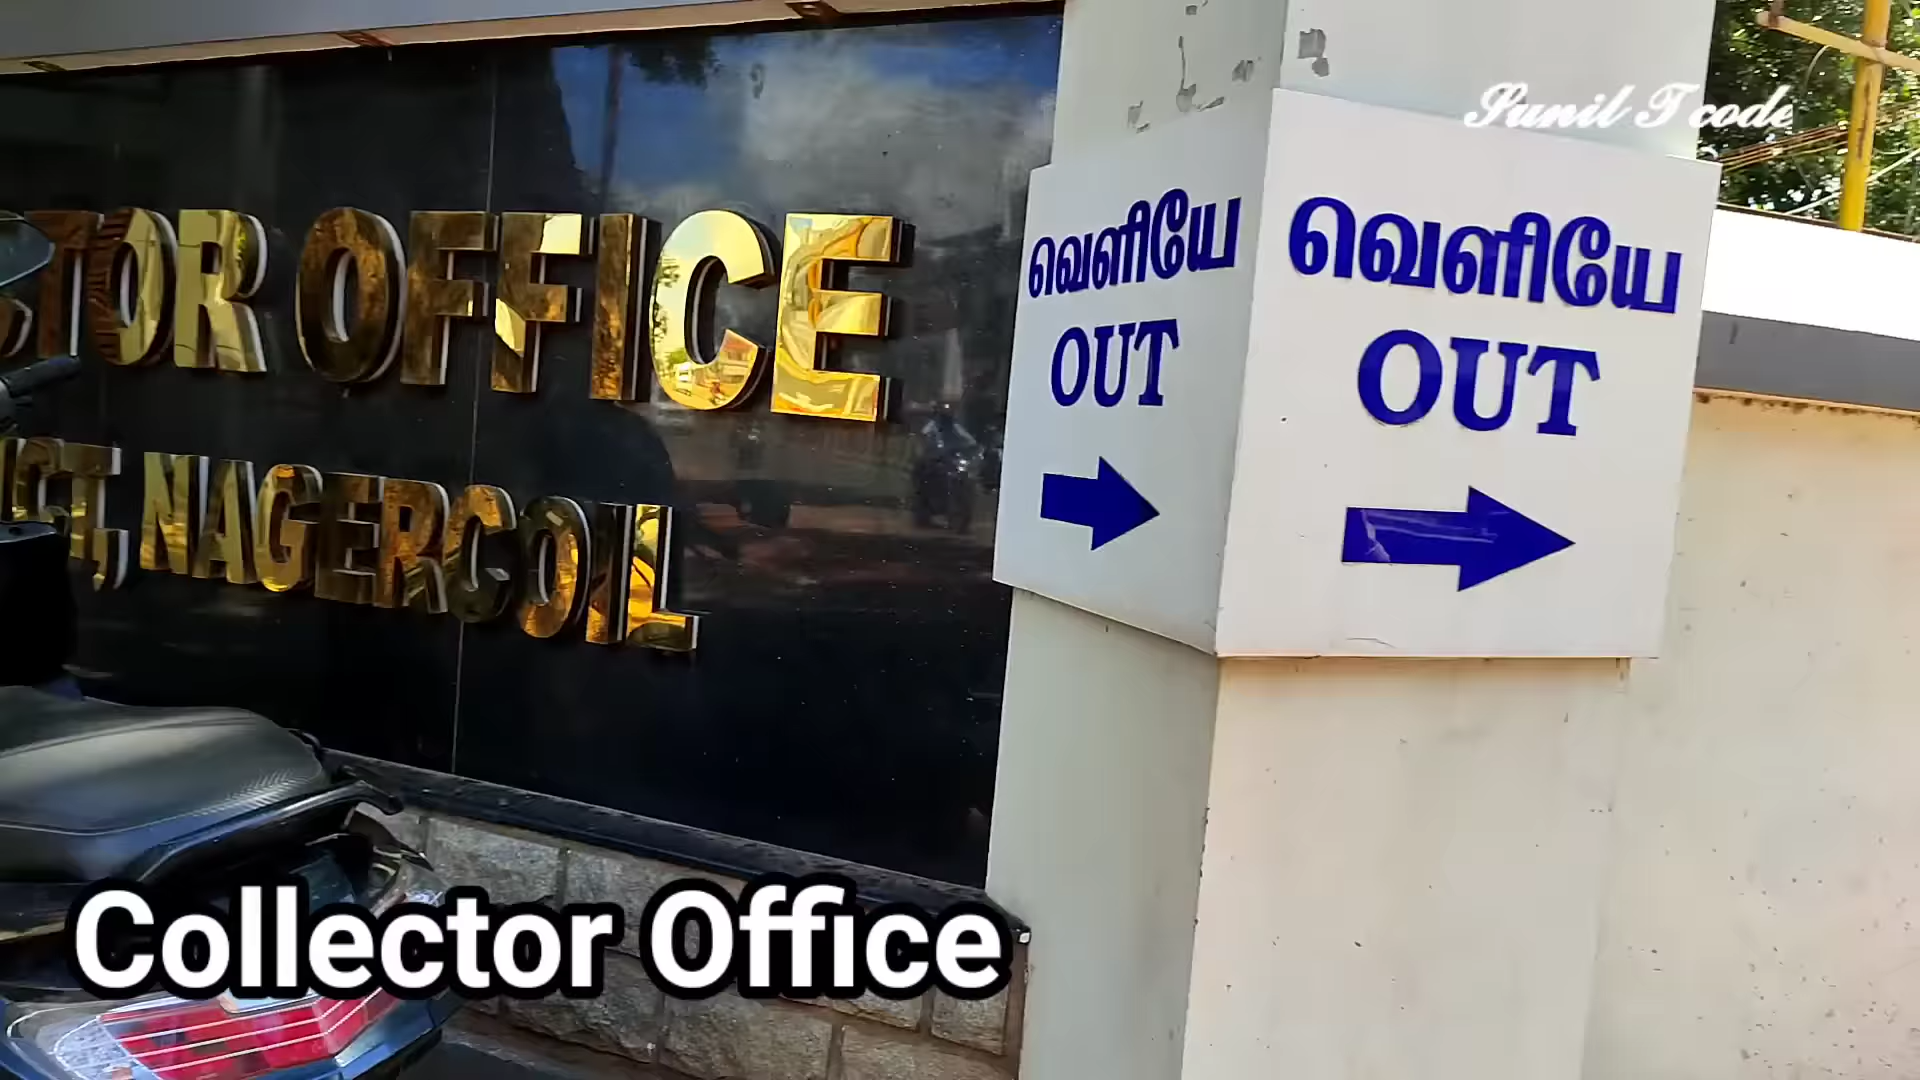 Sunil T code
TOR OFFICE
NAGERCOIL
வெளியே
OUT
வெளியே
OUT
Collector Office